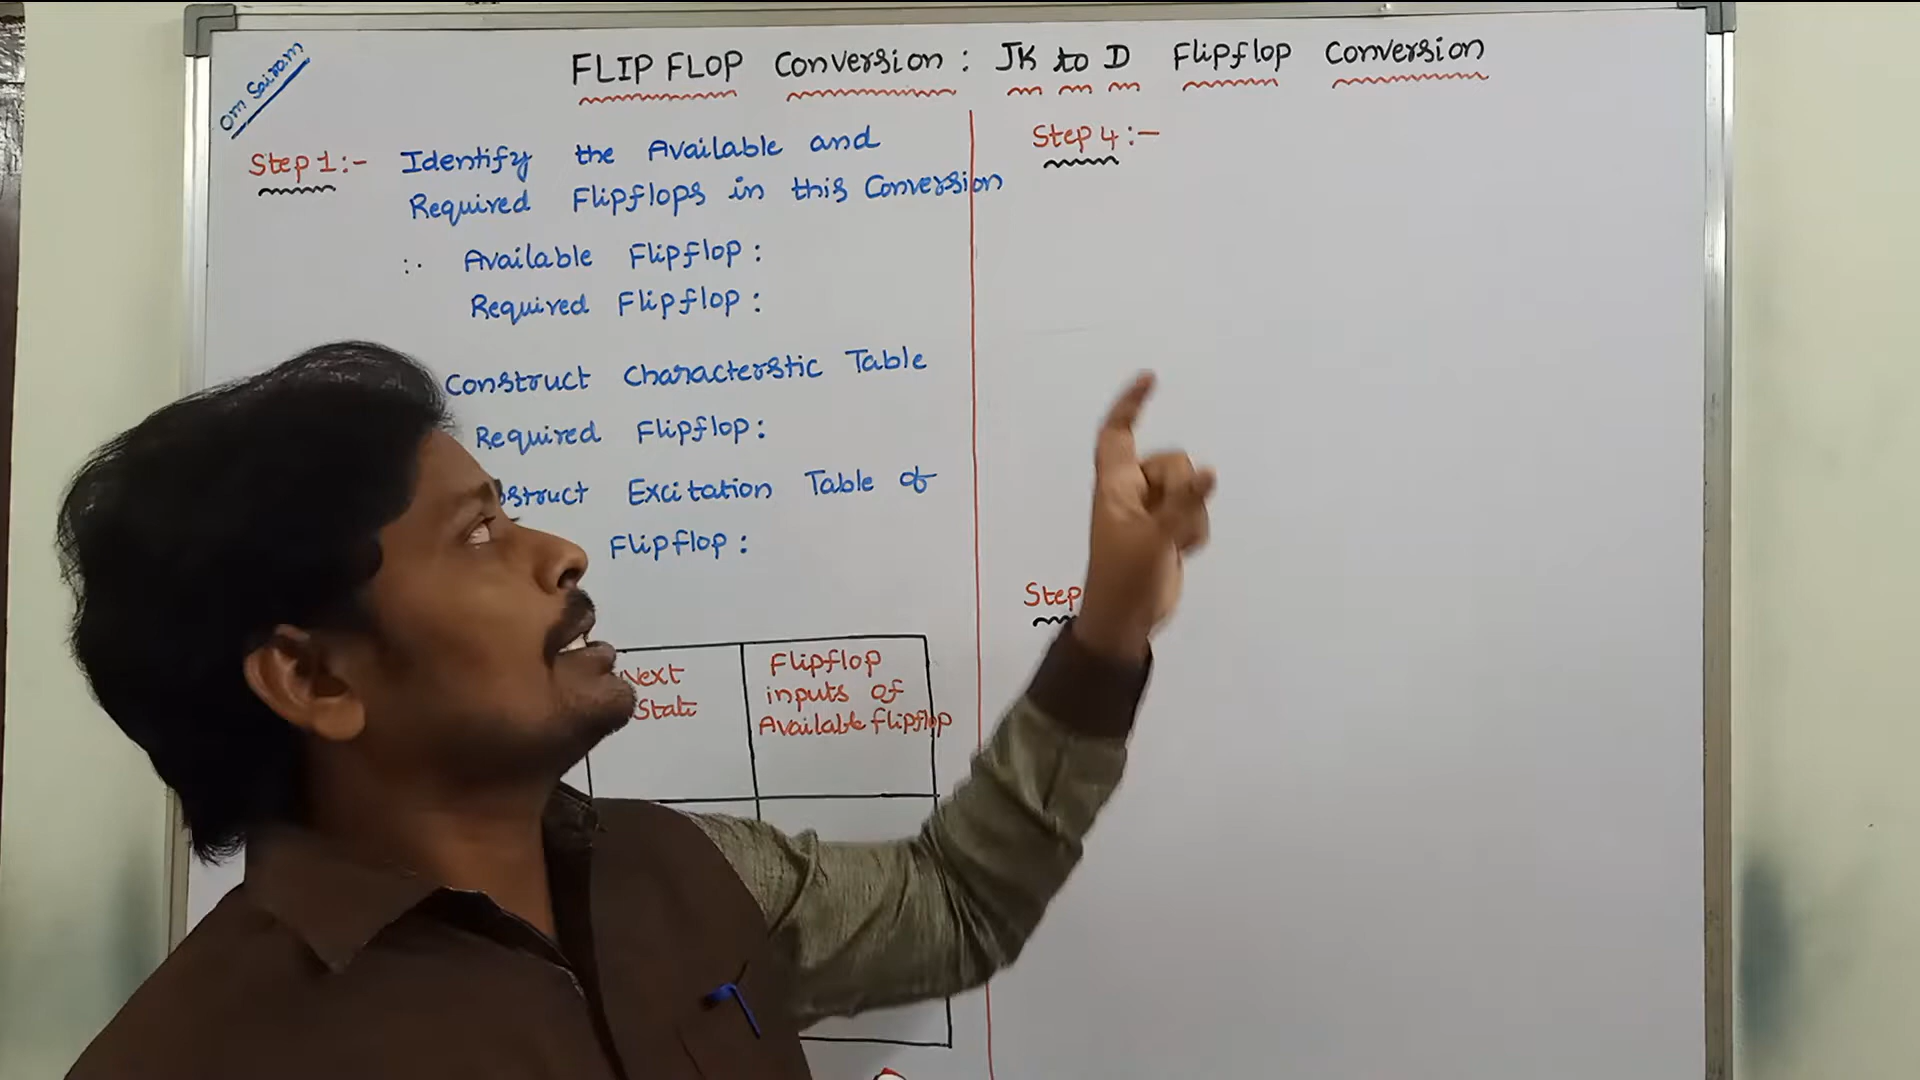 Om Sairam
FLIP FLOP Conversion : JK to D Flipflop Conversion
Step 1:- Identify the Available and
Required Flipflops in this Conversion
∴ Available Flipflop :
Required Flipflop :
Construct Characterstic Table
Required Flipflop :
Excitation Table of
Flipflop :
Next
State
Flipflop
inputs of
Available flipflop
Step 4 :-
Step